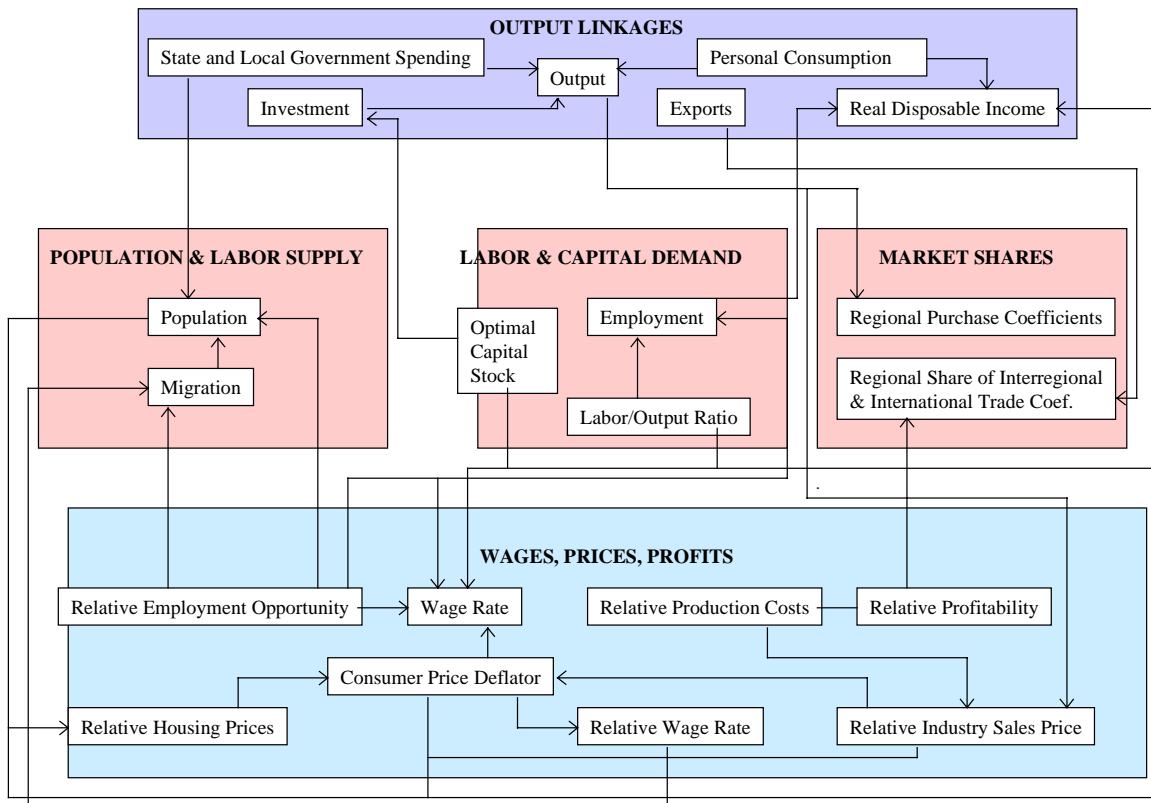 OUTPUT LINKAGES
State and Local Government Spending
Personal Consumption
Output
Investment
Exports
Real Disposable Income
POPULATION & LABOR SUPPLY
Population
Migration
LABOR & CAPITAL DEMAND
Optimal
Capital
Stock
Employment
Labor/Output Ratio
MARKET SHARES
Regional Purchase Coefficients
Regional Share of Interregional
& International Trade Coef.
.
WAGES, PRICES, PROFITS
Relative Employment Opportunity
Wage Rate
Relative Production Costs
Relative Profitability
Consumer Price Deflator
Relative Housing Prices
Relative Wage Rate
Relative Industry Sales Price